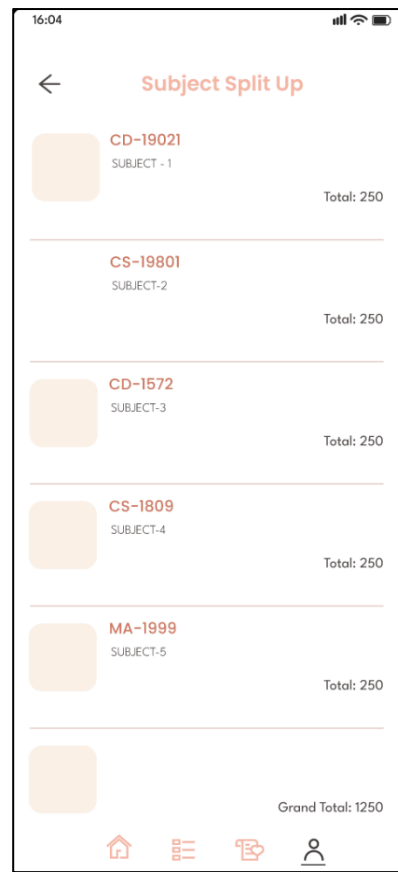 16:04
Subject Split Up
CD-19021
SUBJECT - 1
Total: 250
CS-19801
SUBJECT-2
Total: 250
CD-1572
SUBJECT-3
Total: 250
CS-1809
SUBJECT-4
Total: 250
MA-1999
SUBJECT-5
Total: 250
Grand Total: 1250